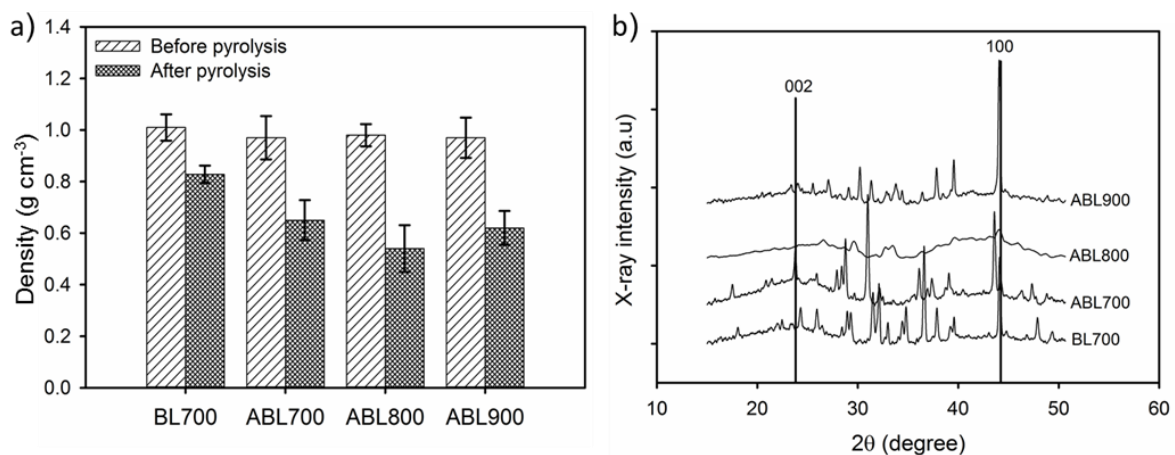 a)
Density (g cm-3)
1.4
1.2
1.0
0.8
0.6
0.4
0.2
0.0
Before pyrolysis
After pyrolysis
BL700 ABL700 ABL800 ABL900
b)
X-ray intensity (a.u)
002
100
ABL900
ABL800
ABL700
BL700
10 20 30 40 50 60
2θ (degree)